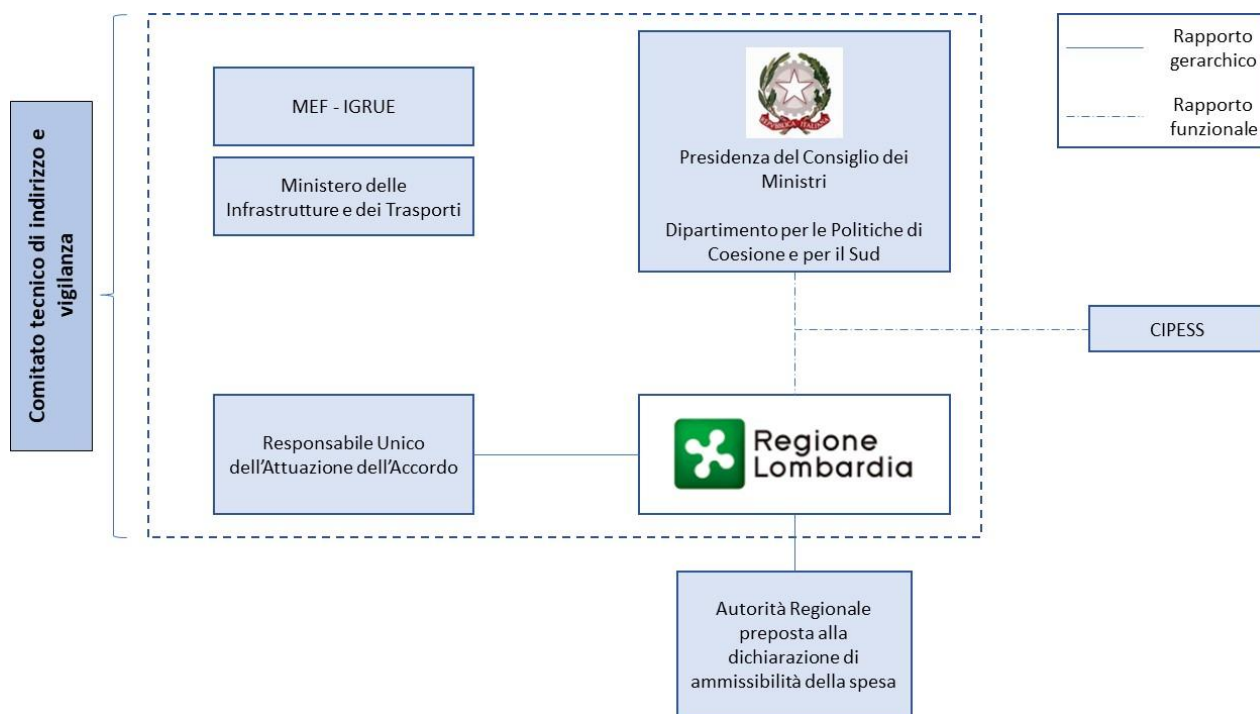 Comitato tecnico di indirizzo e
vigilanza
MEF - IGRUE
Ministero delle
Infrastrutture e dei Trasporti
REPVBBLICA ITALIANA
Presidenza del Consiglio dei
Ministri
Dipartimento per le Politiche di
Coesione e per il Sud
Rapporto
gerarchico
Rapporto
funzionale
CIPESS
Responsabile Unico
dell’Attuazione dell’Accordo
Regione
Lombardia
Autorità Regionale
preposta alla
dichiarazione di
ammissibilità della spesa